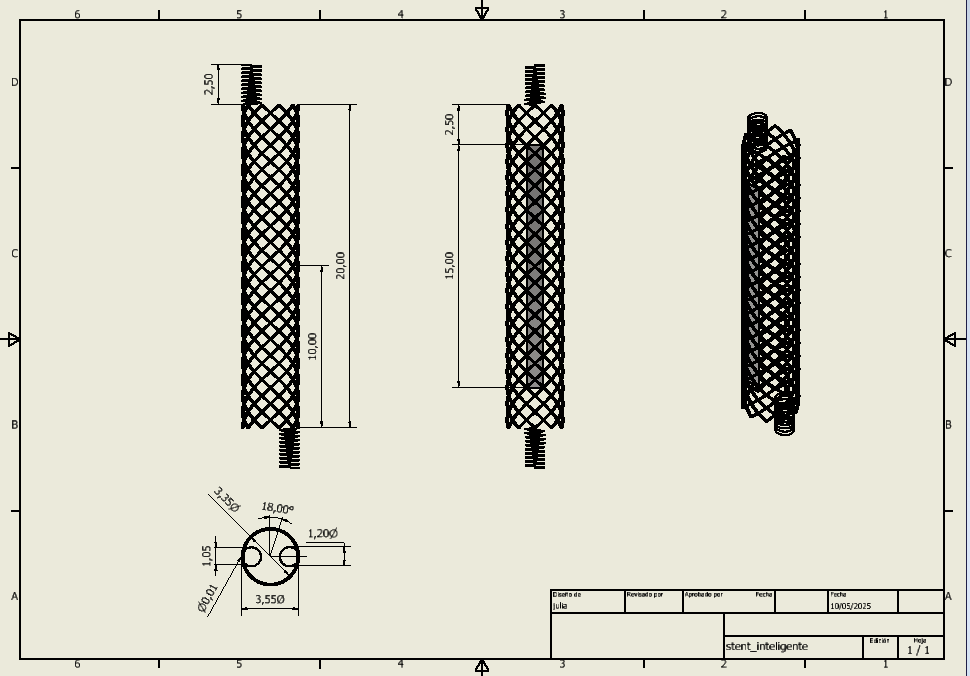 6 5 4 3 2 1
D D
C C
B B
A A
2,50
20,00
10,00
2,50
15,00
3,35Ø
18,00°
1,20Ø
1,05
Ø0,01
3,55Ø
Diseño de
julia
Revisado por
Aprobado por
Fecha
Fecha
10/05/2025
stent_inteligente
Edición
Hoja
1 / 1
6 5 4 3 2 1